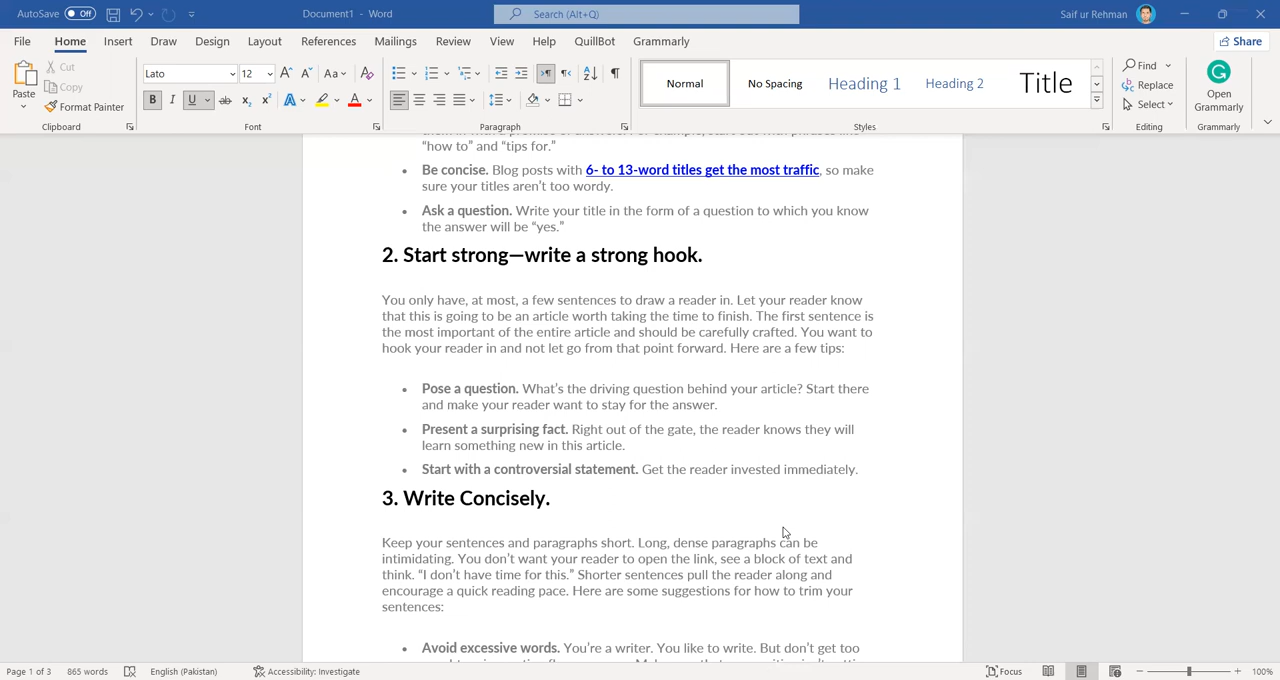 AutoSave Off Document1 - Word Search (Alt+Q) Saif ur Rehman
File Home Insert Draw Design Layout References Mailings Review View Help QuillBot Grammarly Share
Paste Cut Copy Format Painter
Lato 12 Aa
B I U ab x2 x2 A A
Normal No Spacing Heading 1 Heading 2 Title
Find Replace Select
Open Grammarly
Clipboard Font Paragraph Styles Editing Grammarly
“how to” and “tips for.”
• Be concise. Blog posts with 6- to 13-word titles get the most traffic, so make
sure your titles aren’t too wordy.
• Ask a question. Write your title in the form of a question to which you know
the answer will be “yes.”
2. Start strong—write a strong hook.
You only have, at most, a few sentences to draw a reader in. Let your reader know
that this is going to be an article worth taking the time to finish. The first sentence is
the most important of the entire article and should be carefully crafted. You want to
hook your reader in and not let go from that point forward. Here are a few tips:
• Pose a question. What’s the driving question behind your article? Start there
and make your reader want to stay for the answer.
• Present a surprising fact. Right out of the gate, the reader knows they will
learn something new in this article.
• Start with a controversial statement. Get the reader invested immediately.
3. Write Concisely.
Keep your sentences and paragraphs short. Long, dense paragraphs can be
intimidating. You don’t want your reader to open the link, see a block of text and
think. “I don’t have time for this.” Shorter sentences pull the reader along and
encourage a quick reading pace. Here are some suggestions for how to trim your
sentences:
• Avoid excessive words. You’re a writer. You like to write. But don’t get too
Page 1 of 3 865 words English (Pakistan) Accessibility: Investigate Focus 100%